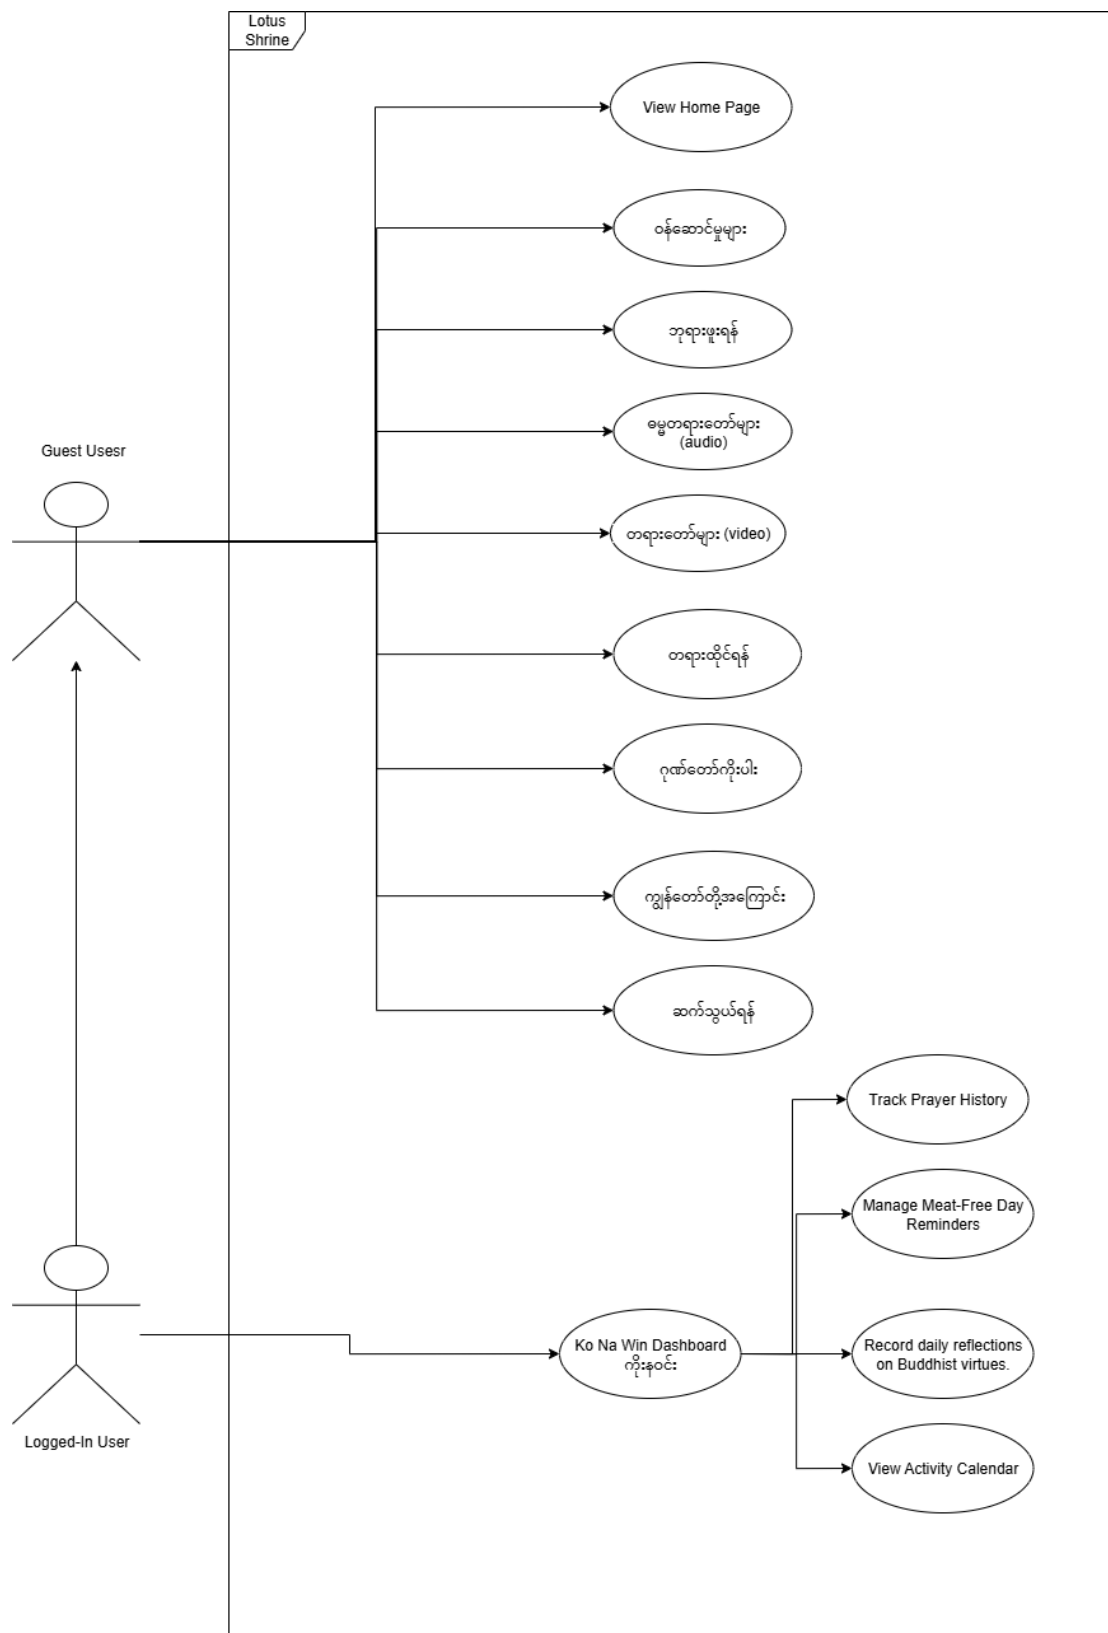 Lotus
Shrine
View Home Page
ဝန်ဆောင်မှုများ
ဘုရားဖူးရန်
ဓမ္မတရားတော်များ
(audio)
Guest Usesr
တရားတော်များ (video)
တရားထိုင်ရန်
ဂုဏ်တော်ကိုးပါး
ကျွန်တော်တို့အကြောင်း
ဆက်သွယ်ရန်
Track Prayer History
Manage Meat-Free Day
Reminders
Ko Na Win Dashboard
ကိုးနဝင်း
Record daily reflections
on Buddhist virtues.
Logged-In User
View Activity Calendar